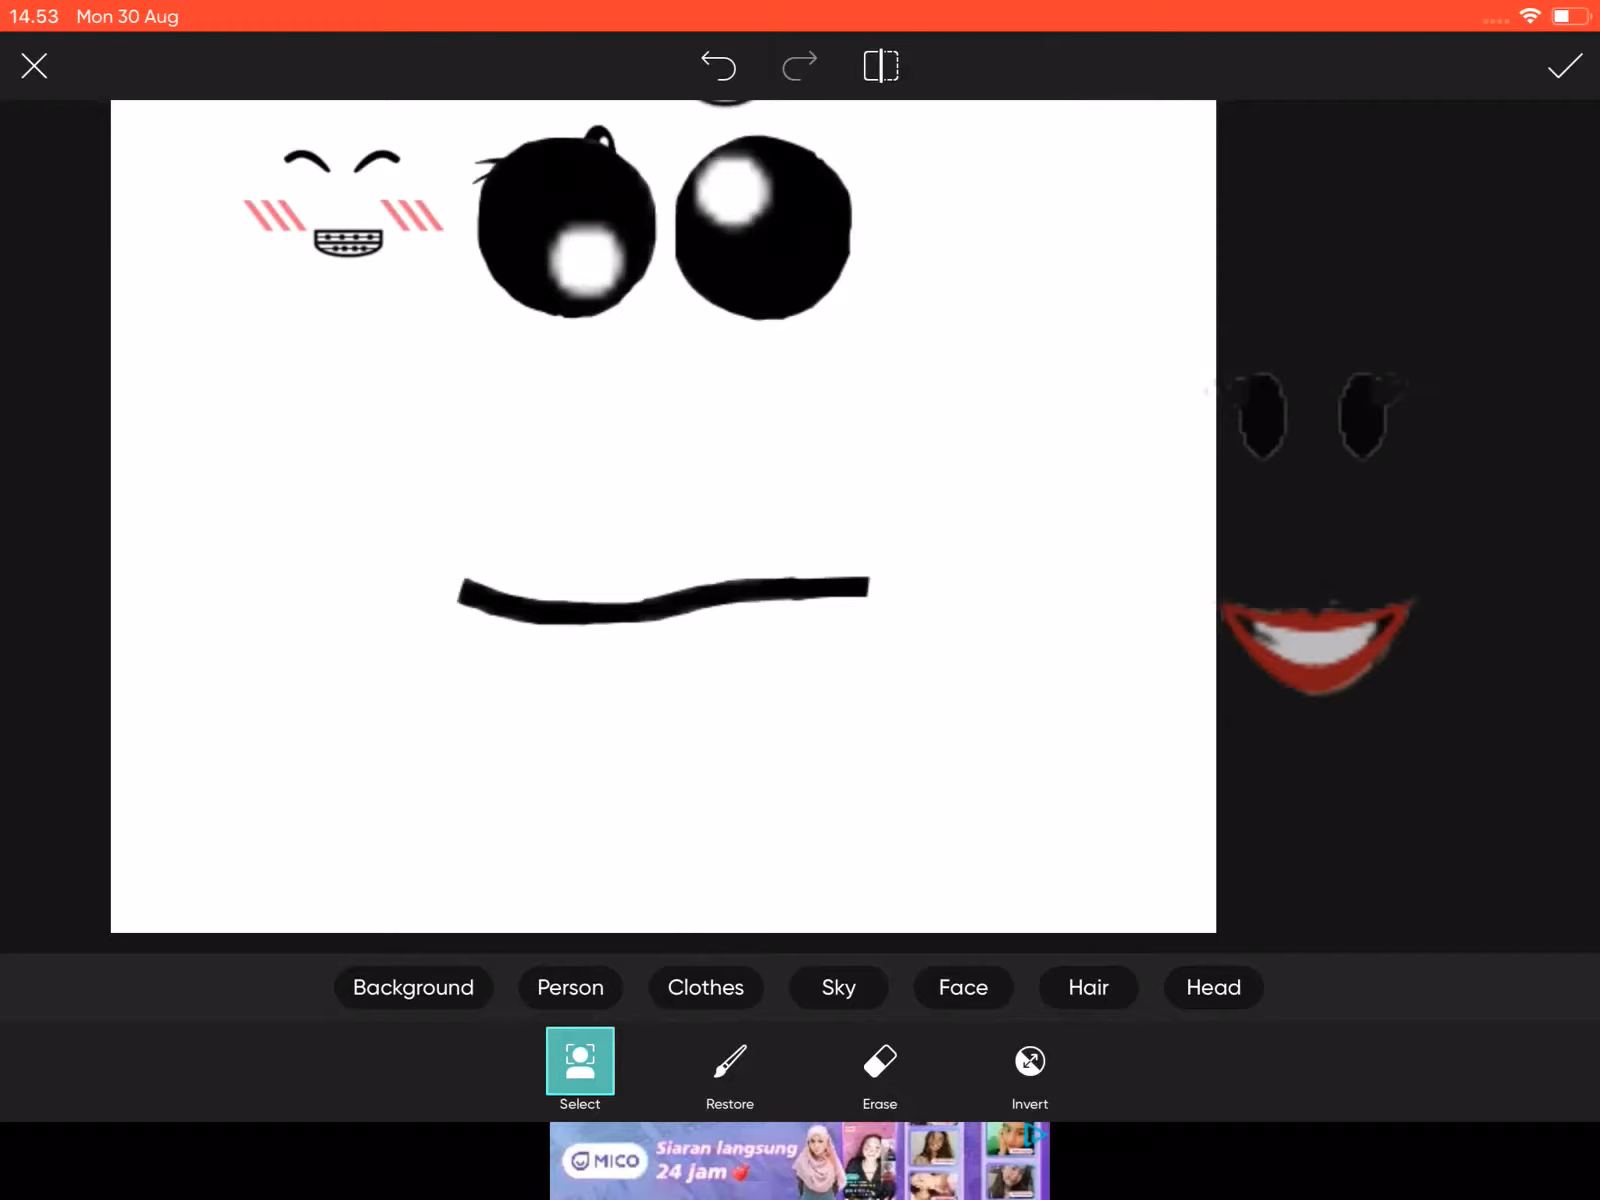 14.53 Mon 30 Aug
Background Person Clothes Sky Face Hair Head
Select Restore Erase Invert
MICO
Siaran langsung
24 jam